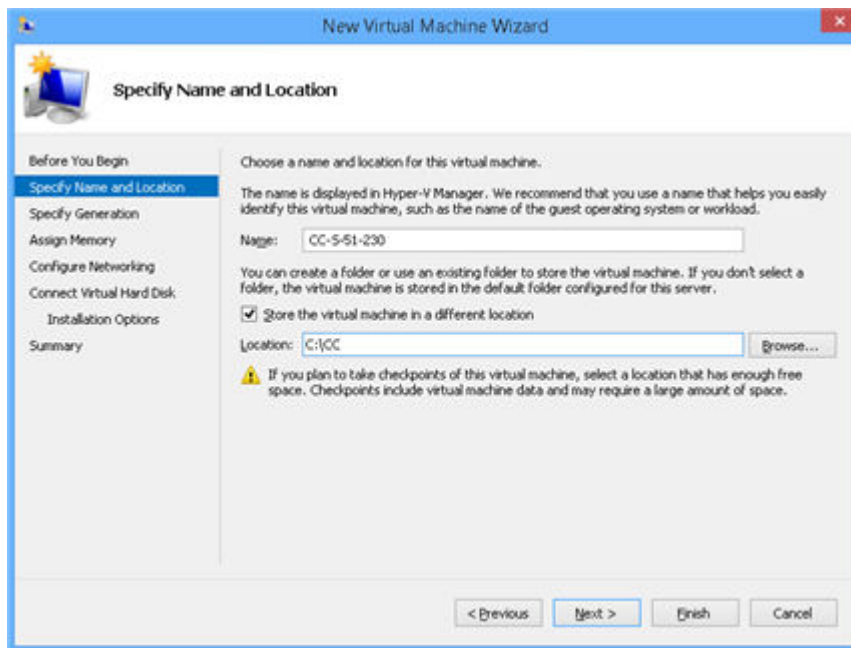 New Virtual Machine Wizard
Specify Name and Location
Before You Begin
Specify Name and Location
Specify Generation
Assign Memory
Configure Networking
Connect Virtual Hard Disk
Installation Options
Summary
Choose a name and location for this virtual machine.
The name is displayed in Hyper-V Manager. We recommend that you use a name that helps you easily
identify this virtual machine, such as the name of the guest operating system or workload.
Name: CC-S-51-230
You can create a folder or use an existing folder to store the virtual machine. If you don't select a
folder, the virtual machine is stored in the default folder configured for this server.
Store the virtual machine in a different location
Location: C:\CC Browse...
If you plan to take checkpoints of this virtual machine, select a location that has enough free
space. Checkpoints include virtual machine data and may require a large amount of space.
< Previous Next > Finish Cancel